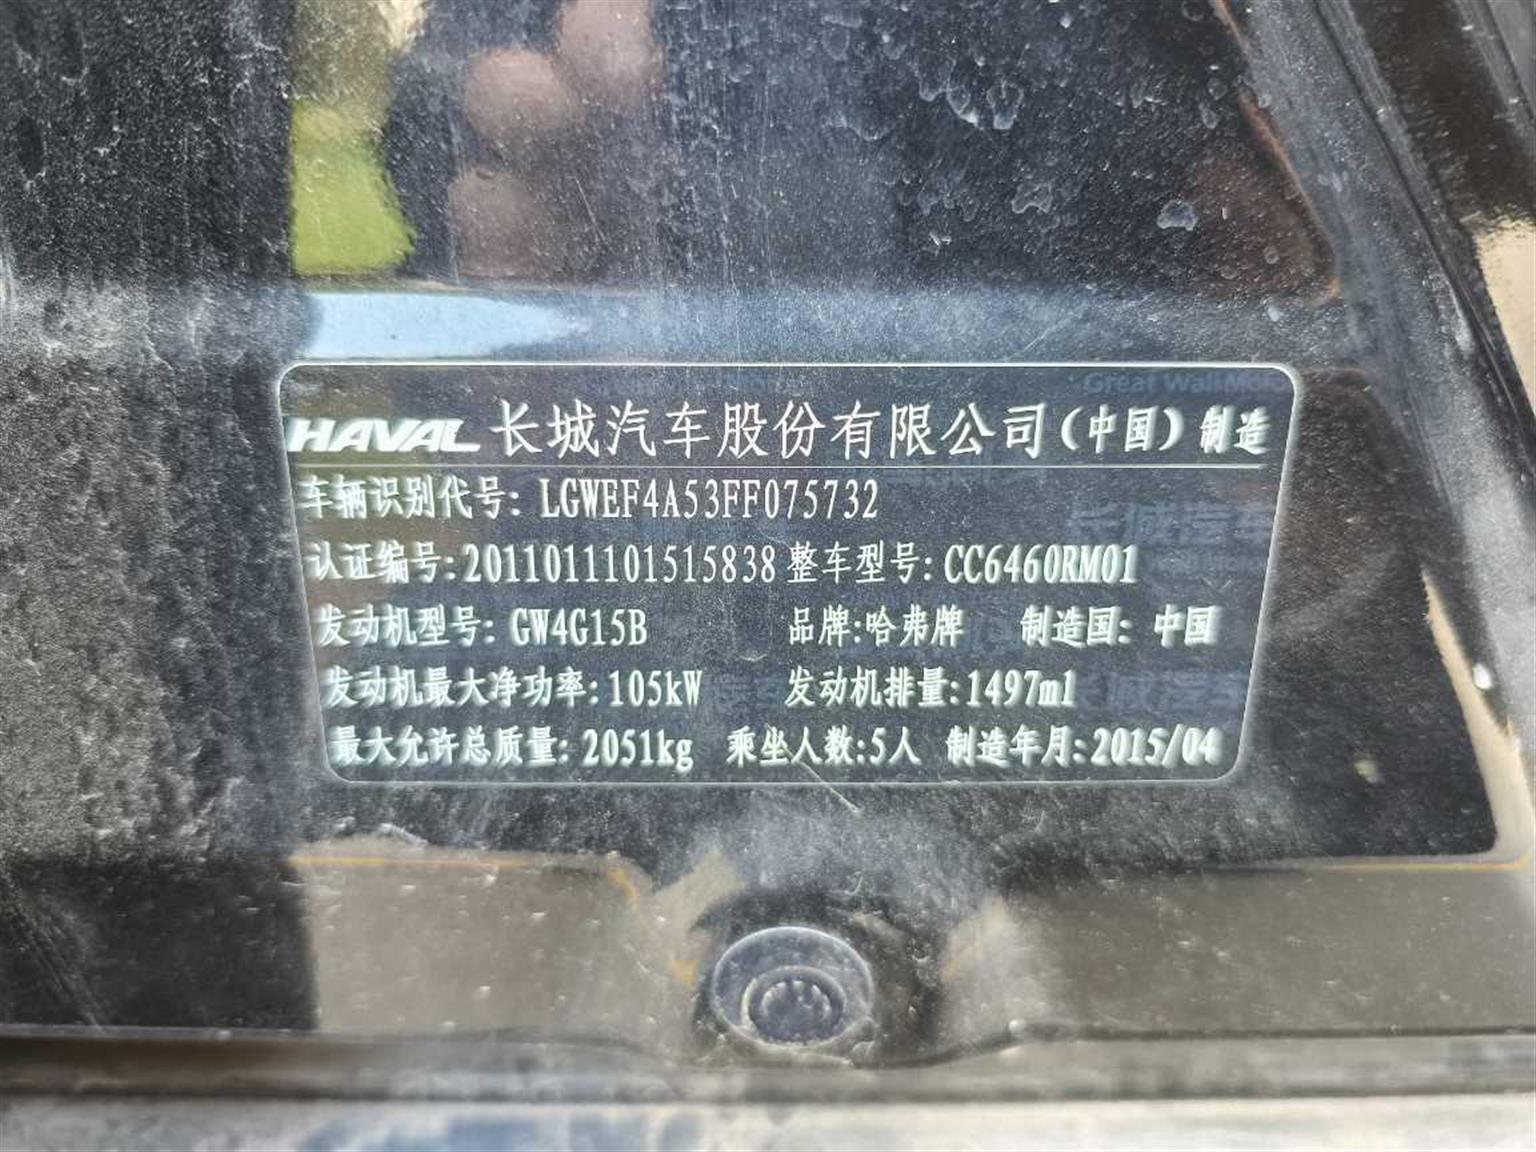 HAVAL 长城汽车股份有限公司(中国)制造
车辆识别代号: LGWEF4A53FF075732
认证编号:2011011101515838 整车型号:CC6460RM01
发动机型号: GW4G15B 品牌:哈弗牌 制造国: 中国
发动机最大净功率:105kW 发动机排量:1497ml
最大允许总质量: 2051kg 乘坐人数:5人 制造年月:2015/04